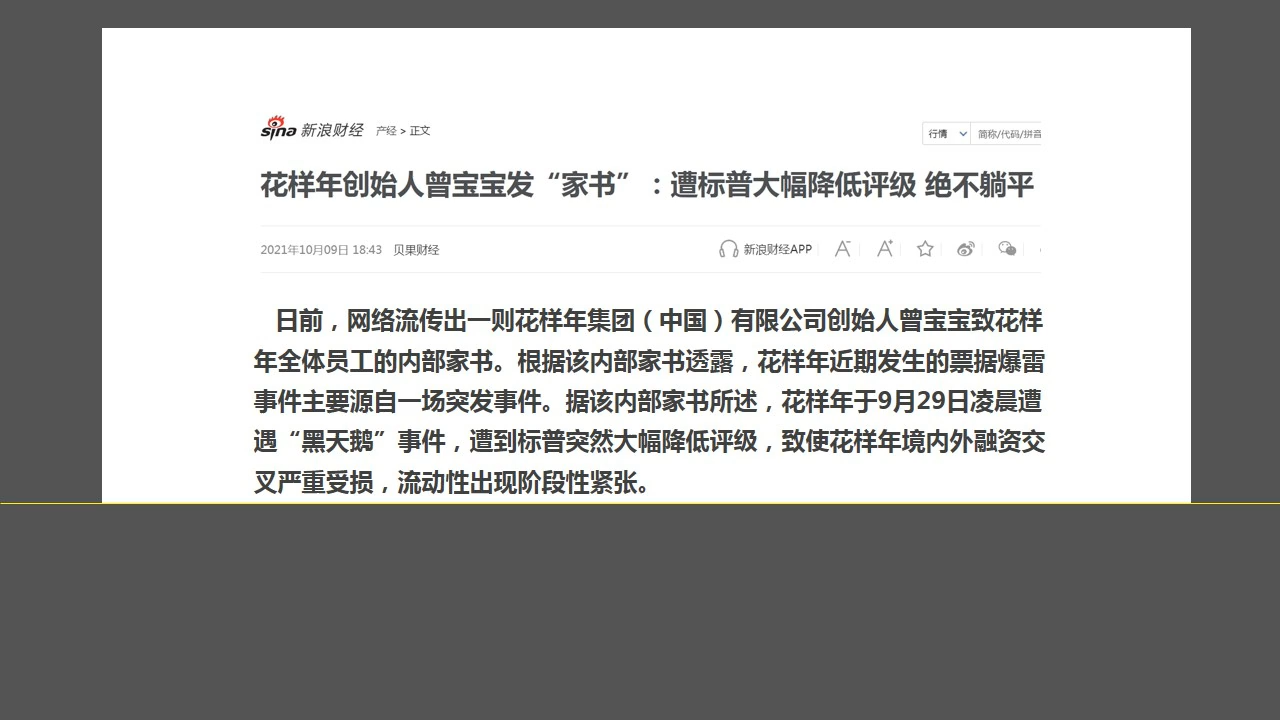 sina 新浪财经 产经 > 正文
行情 简称/代码/拼音
花样年创始人曾宝宝发“家书”：遭标普大幅降低评级 绝不躺平
2021年10月09日 18:43 贝果财经
新浪财经APP A- A+
日前，网络流传出一则花样年集团（中国）有限公司创始人曾宝宝致花样
年全体员工的内部家书。根据该内部家书透露，花样年近期发生的票据爆雷
事件主要源自一场突发事件。据该内部家书所述，花样年于9月29日凌晨遭
遇“黑天鹅”事件，遭到标普突然大幅降低评级，致使花样年境内外融资交
叉严重受损，流动性出现阶段性紧张。